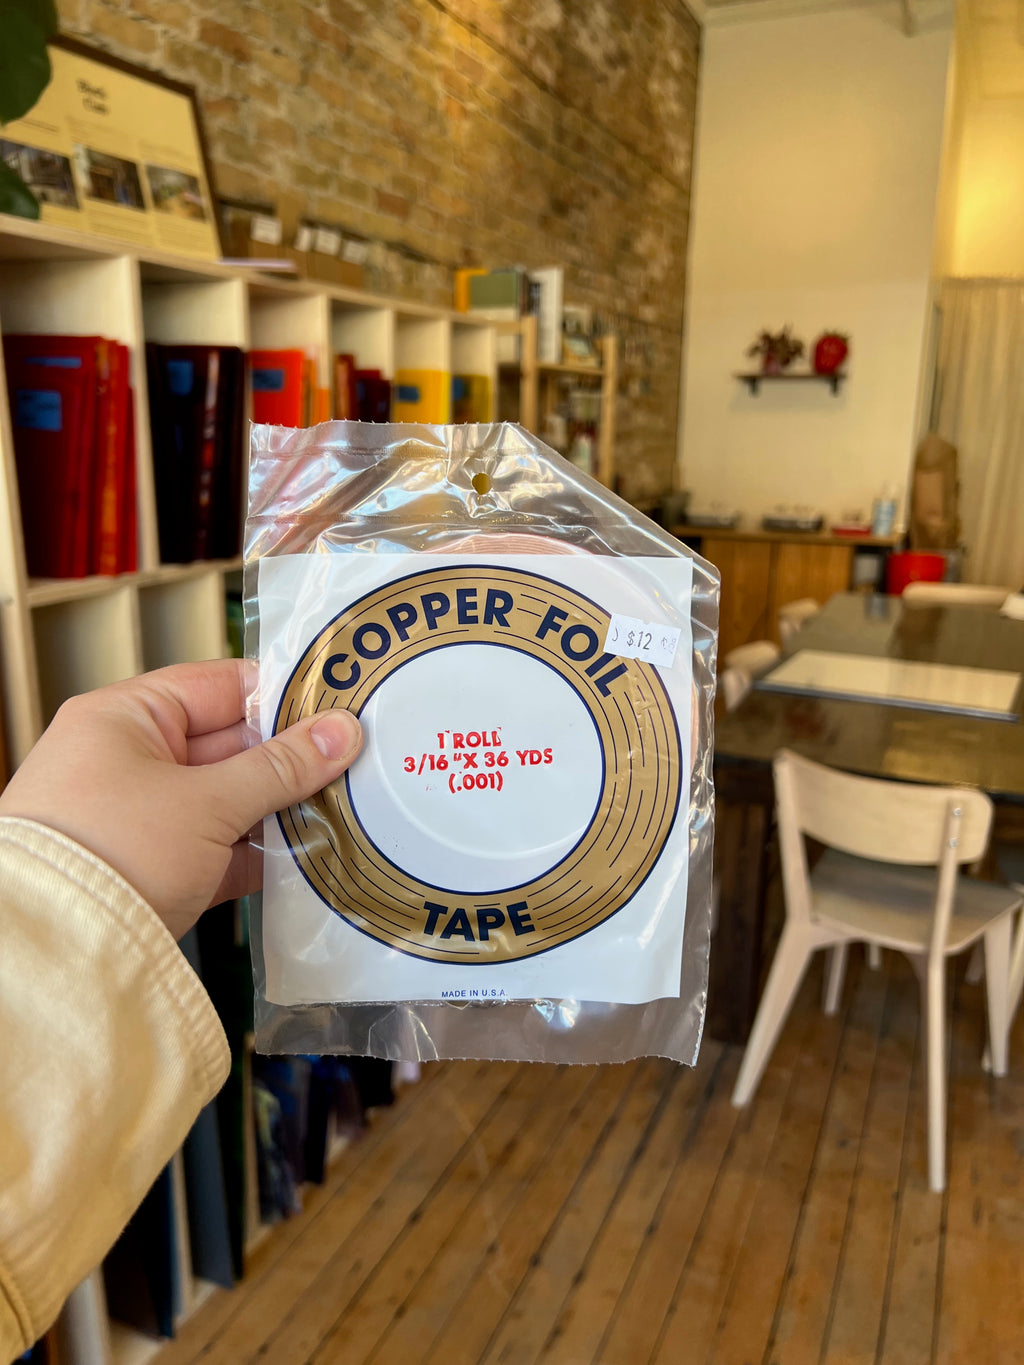 COPPER FOIL
$12
1 ROLL
3/16 "X 36 YDS
(.001)
TAPE
MADE IN U.S.A.